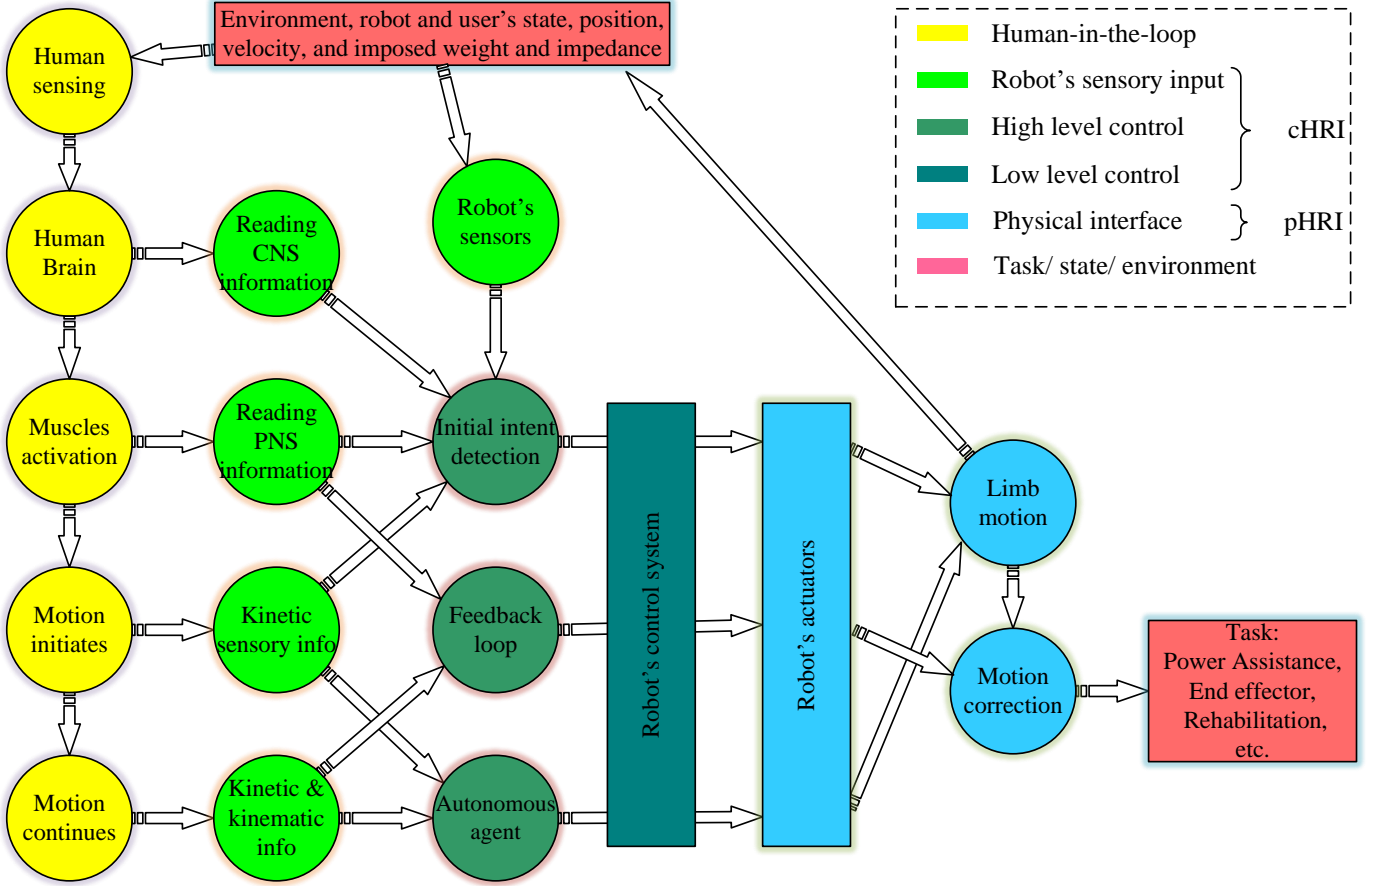 Environment, robot and user's state, position,
velocity, and imposed weight and impedance
Human
sensing
Human
Brain
Muscles
activation
Motion
initiates
Motion
continues
Reading
CNS
information
Reading
PNS
information
Kinetic
sensory info
Kinetic &
kinematic
info
Robot's
sensors
Initial intent
detection
Feedback
loop
Autonomous
agent
Robot's control system
Robot's actuators
Limb
motion
Motion
correction
Task:
Power Assistance,
End effector,
Rehabilitation,
etc.
Human-in-the-loop
Robot's sensory input
High level control
Low level control
cHRI
Physical interface
pHRI
Task/ state/ environment